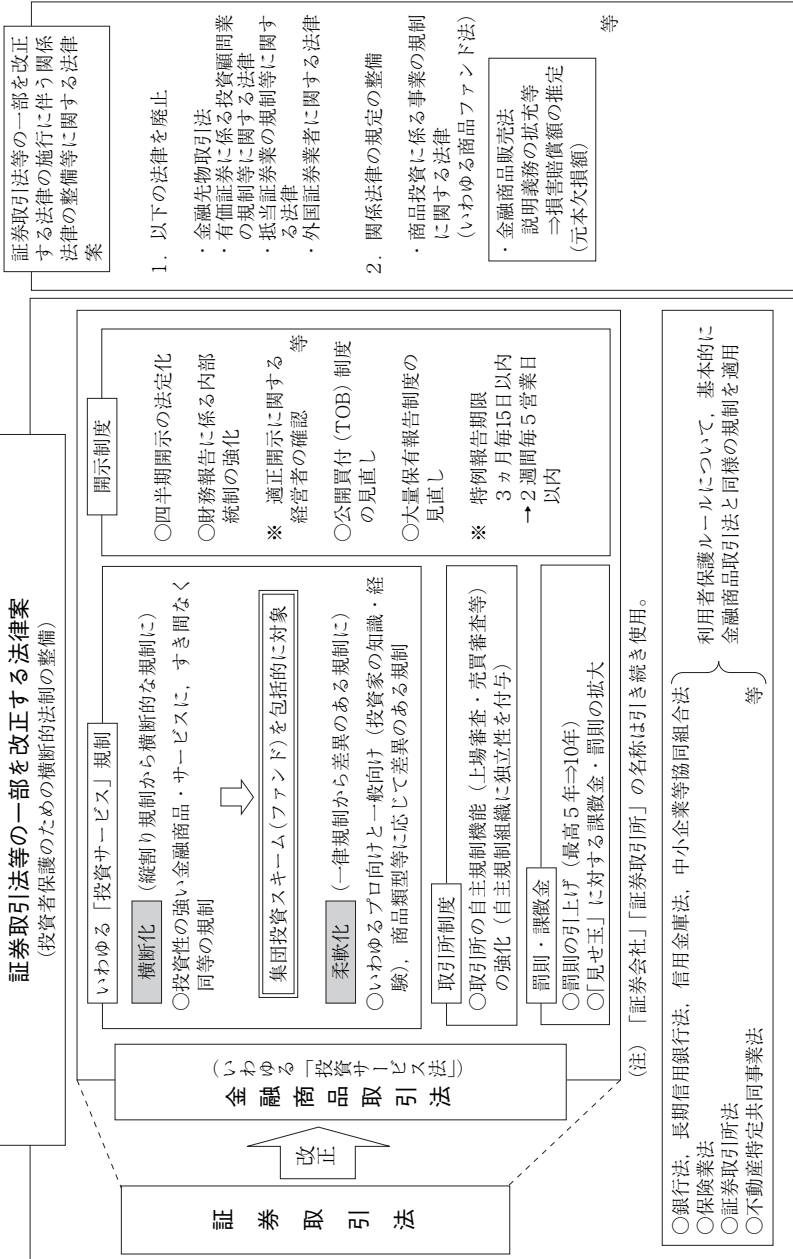 証券取引法等の一部を改正する法律案
(投資者保護のための横断的法制の整備)
証券取引法
改正
(いわゆる「投資サービス法」)
金融商品取引法
いわゆる「投資サービス」規制
横断化 (縦割り規制から横断的な規制に)
○投資性の強い金融商品・サービスに，すき間なく
同等の規制
集団投資スキーム(ファンド)を包括的に対象
柔軟化 (一律規制から差異のある規制に)
○いわゆるプロ向けと一般向け（投資家の知識・経
験），商品類型等に応じて差異のある規制
取引所制度
○取引所の自主規制機能（上場審査・売買審査等）
の強化（自主規制組織に独立性を付与）
罰則・課徴金
○罰則の引上げ（最高５年⇒10年）
○「見せ玉」に対する課徴金・罰則の拡大
開示制度
○四半期開示の法定化
○財務報告に係る内部
統制の強化
※ 適正開示に関する
経営者の確認 等
○公開買付（TOB）制度
の見直し
○大量保有報告制度の
見直し
※ 特例報告期限
３ヵ月毎15日以内
→２週間毎５営業日
以内
(注) 「証券会社」「証券取引所」の名称は引き続き使用。
○銀行法，長期信用銀行法，信用金庫法，中小企業等協同組合法
○保険業法
○証券取引所法
○不動産特定共同事業法 等
利用者保護ルールについて，基本的に
金融商品取引法と同様の規制を適用
証券取引法等の一部を改正
する法律の施行に伴う関係
法律の整備等に関する法律
案
１．以下の法律を廃止
・金融先物取引法
・有価証券に係る投資顧問業
の規制等に関する法律
・抵当証券業の規制等に関す
る法律
・外国証券業者に関する法律
２．関係法律の規定の整備
・商品投資に係る事業の規制
に関する法律
(いわゆる商品ファンド法)
・金融商品販売法
説明義務の拡充等
⇒損害賠償額の推定
(元本欠損額)
等